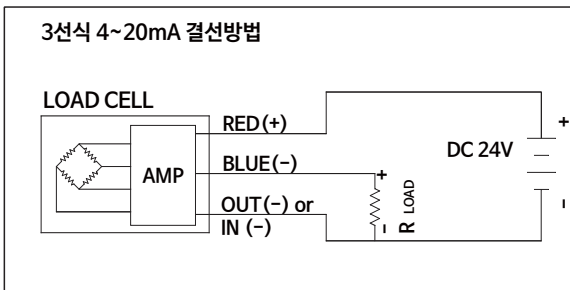 3선식 4~20mA 결선방법
LOAD CELL
RED(+)
BLUE(-)
AMP
OUT(-) or
IN (-)
+
-
R LOAD
DC 24V
+
-